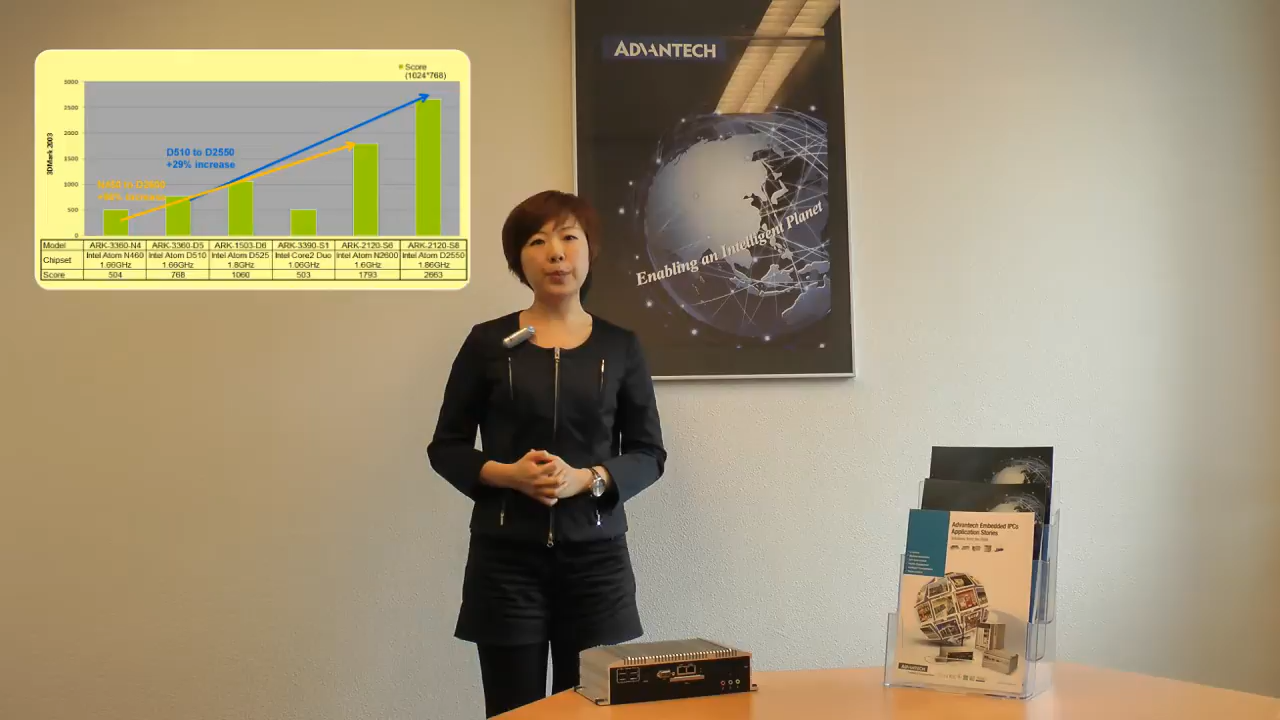 Score
(1024*768)
3DMark 2003
3000
2500
2000
1500
1000
500
0
D510 to D2550
+29% increase
Model ARK-3360-N4 ARK-3360-D5 ARK-1503-D6 ARK-3390-S1 ARK-2120-S6 ARK-2120-S8
Chipset Intel Atom N460 1.66GHz Intel Atom D510 1.66GHz Intel Atom D525 1.8GHz Intel Core2 Duo 1.06GHz Intel Atom N2600 1.6GHz Intel Atom D2550 1.86GHz
Score 504 768 1060 503 1793 2663
ADVANTECH
Enabling an Intelligent Planet
Advantech Embedded IPCs
Application Stories
ADVANTECH